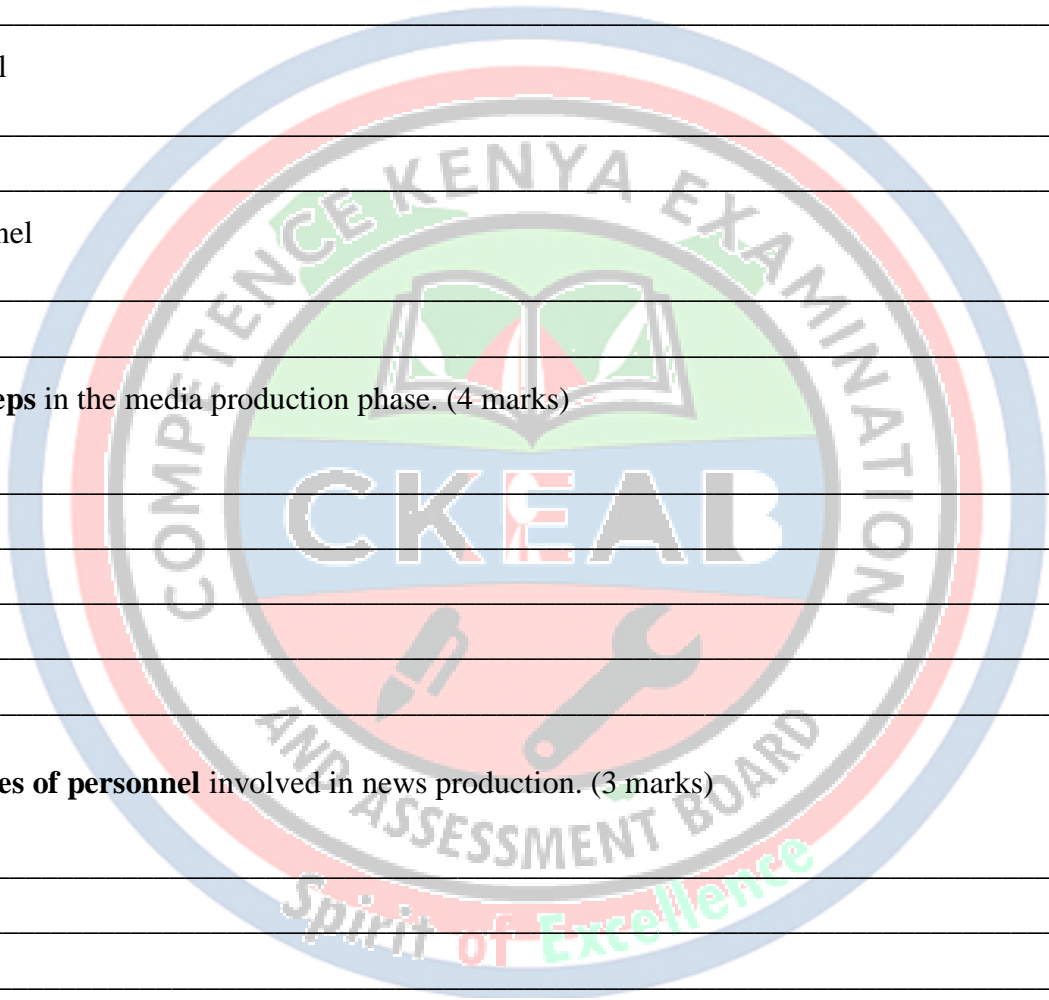 l
nel
eps in the media production phase. (4 marks)
es of personnel involved in news production. (3 marks)
COMPETENCE KENYA EXAMINATION
AND ASSESSMENT BOARD
CKEAB
Spirit of Excellence